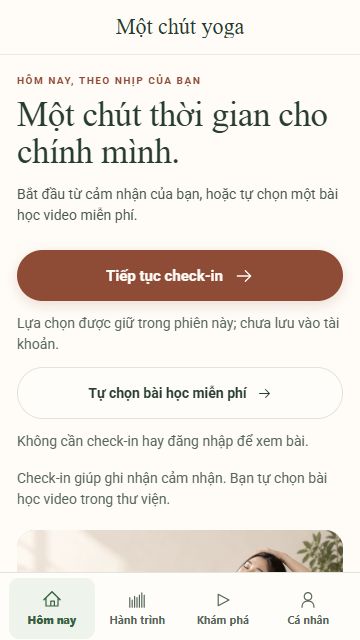 Một chút yoga
HÔM NAY, THEO NHỊP CỦA BẠN
Một chút thời gian cho
chính mình.
Bắt đầu từ cảm nhận của bạn, hoặc tự chọn một bài
học video miễn phí.
Tiếp tục check-in →
Lựa chọn được giữ trong phiên này; chưa lưu vào tài
khoản.
Tự chọn bài học miễn phí →
Không cần check-in hay đăng nhập để xem bài.
Check-in giúp ghi nhận cảm nhận. Bạn tự chọn bài
học video trong thư viện.
Hôm nay
Hành trình
Khám phá
Cá nhân